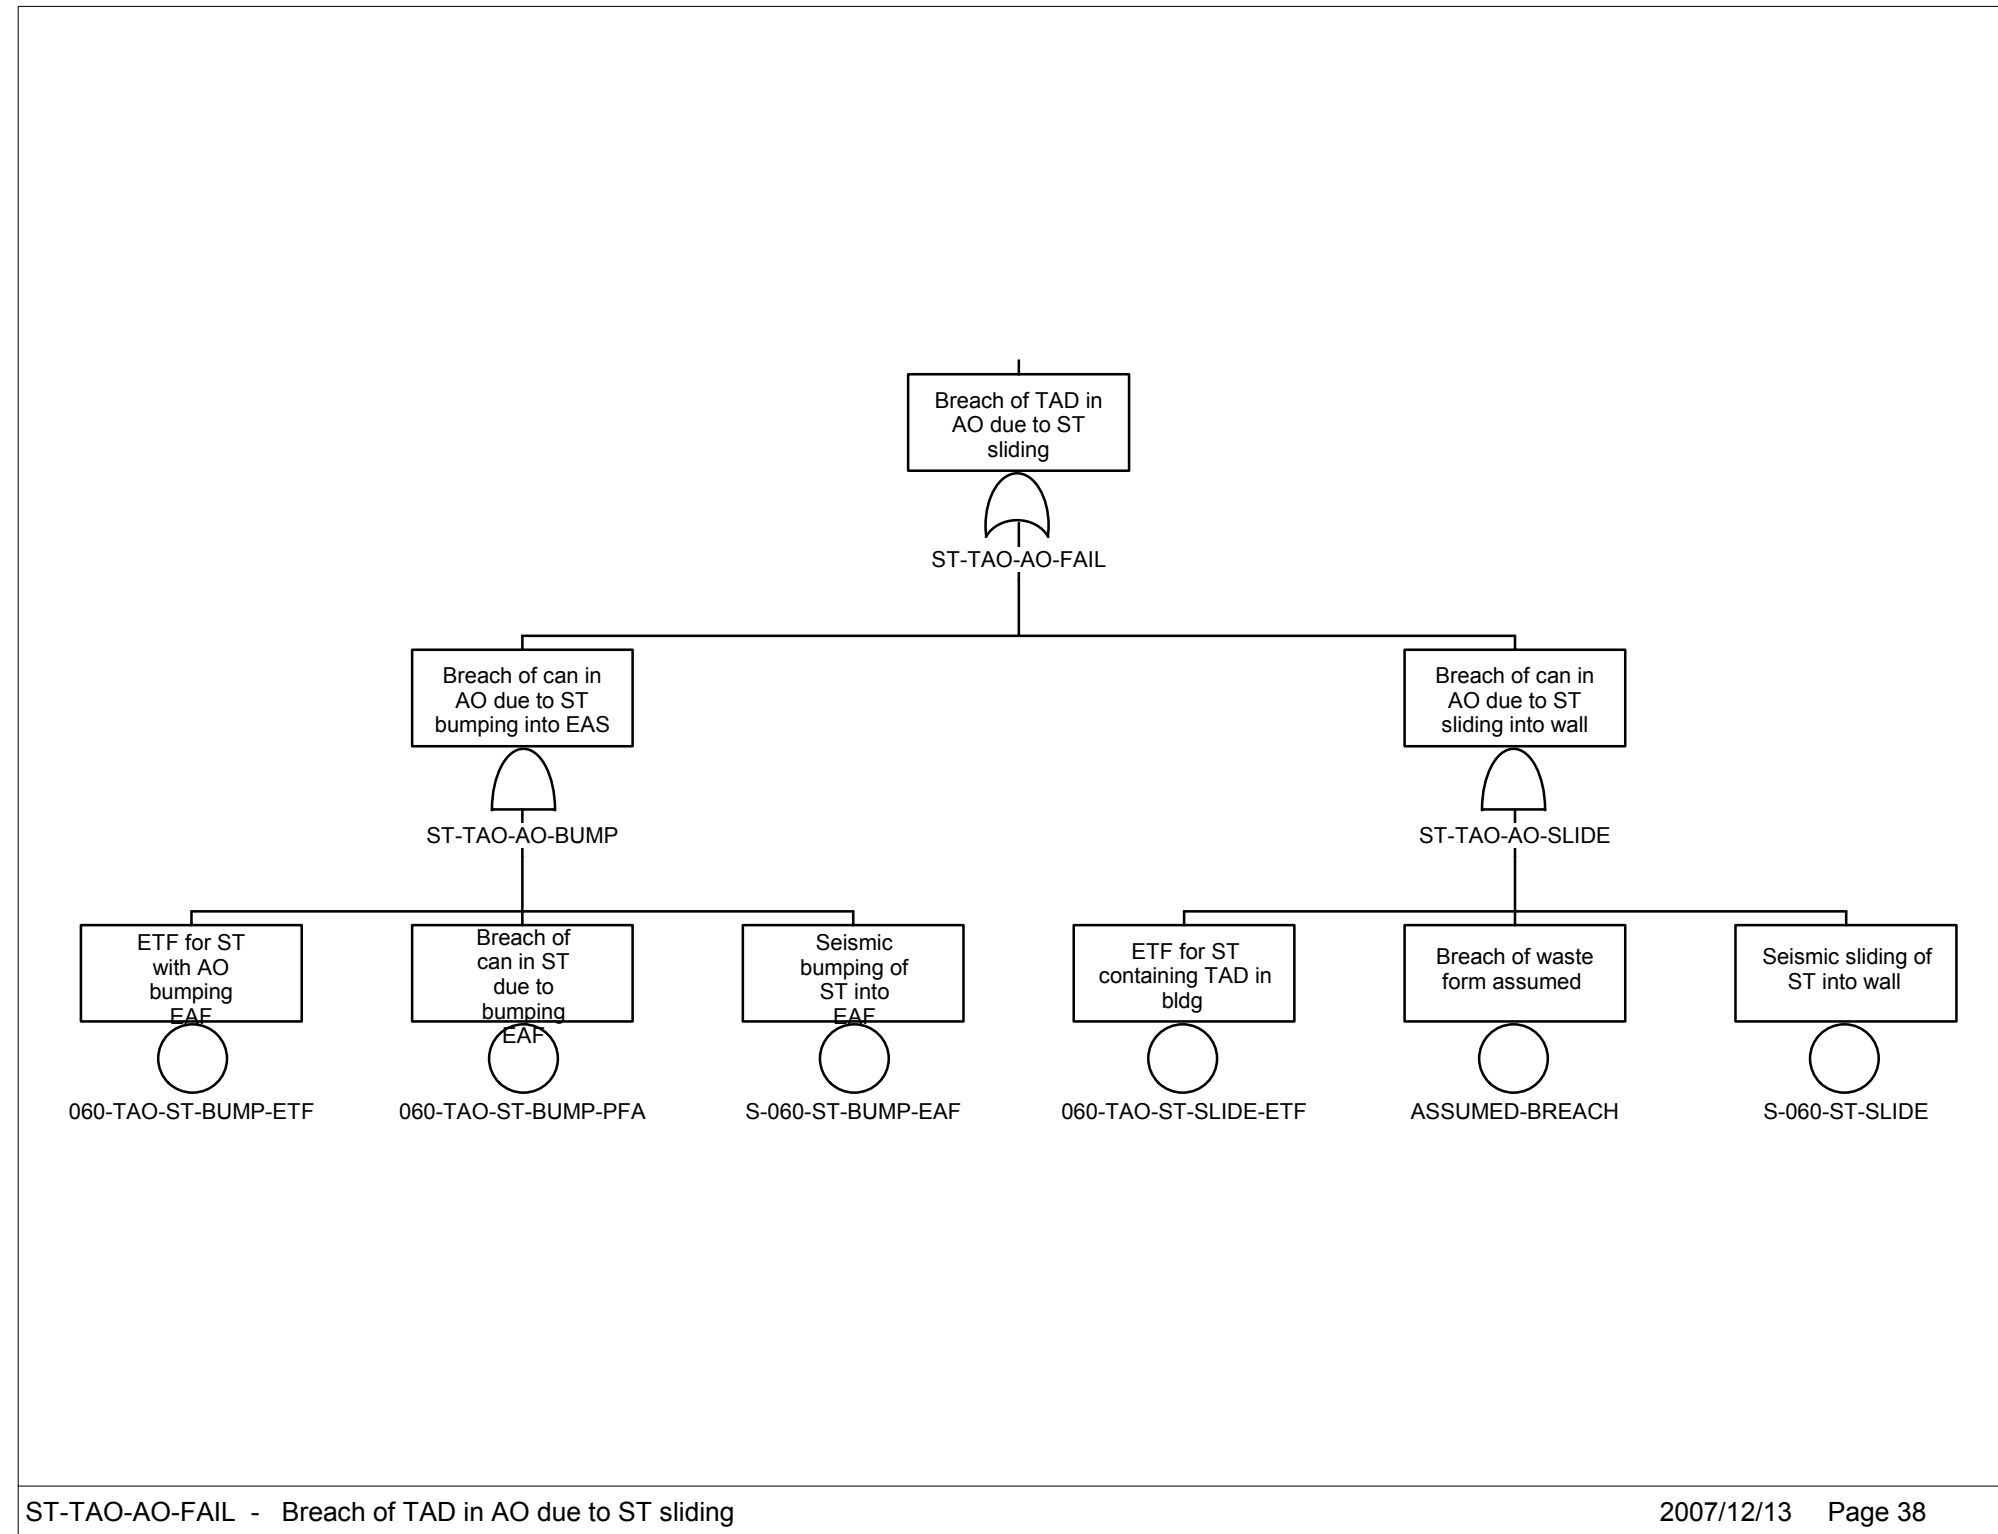 Breach of TAD in
AO due to ST
sliding
ST-TAO-AO-FAIL
Breach of can in
AO due to ST
bumping into EAS
ST-TAO-AO-BUMP
Breach of can in
AO due to ST
sliding into wall
ST-TAO-AO-SLIDE
ETF for ST
with AO
bumping
EAF
060-TAO-ST-BUMP-ETF
Breach of
can in ST
due to
bumping
EAF
060-TAO-ST-BUMP-PFA
Seismic
bumping of
ST into
EAF
S-060-ST-BUMP-EAF
ETF for ST
containing TAD in
bldg
060-TAO-ST-SLIDE-ETF
Breach of waste
form assumed
ASSUMED-BREACH
Seismic sliding of
ST into wall
S-060-ST-SLIDE
ST-TAO-AO-FAIL - Breach of TAD in AO due to ST sliding 2007/12/13 Page 38